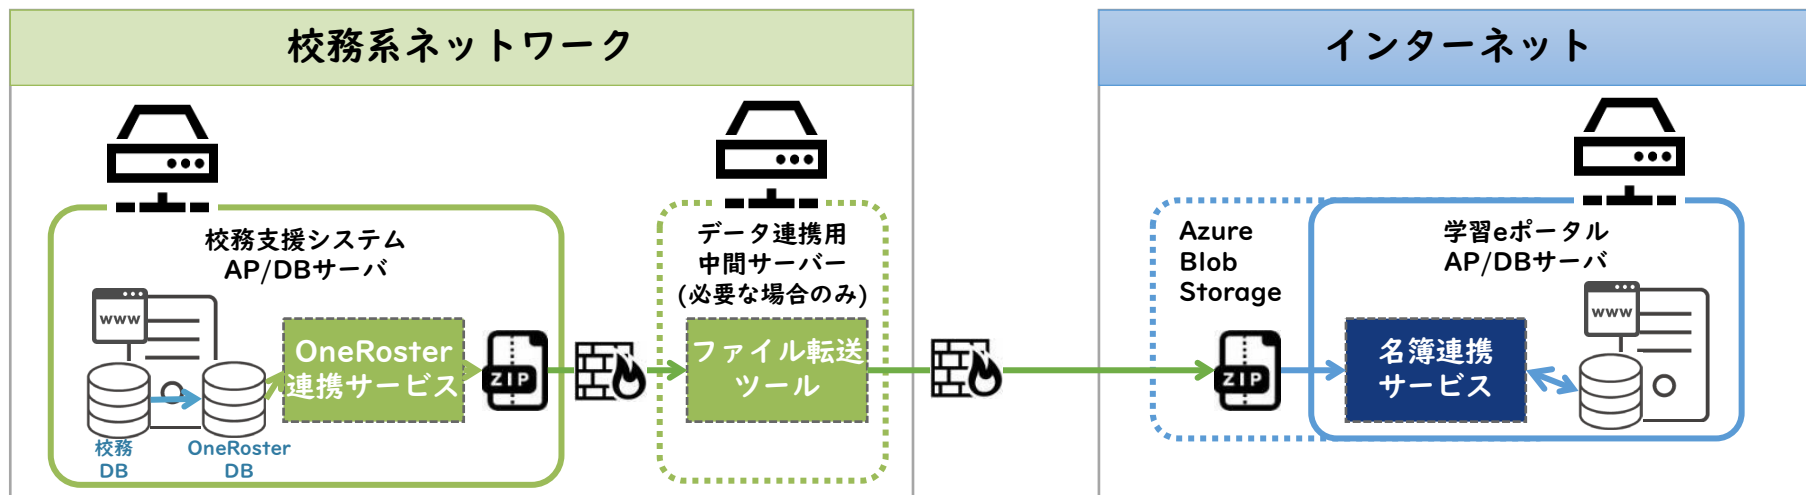 校務系ネットワーク
インターネット
校務支援システム
AP/DBサーバ
www
校務
DB
OneRoster
DB
OneRoster
連携サービス
ZIP
データ連携用
中間サーバー
(必要な場合のみ)
ファイル転送
ツール
Azure
Blob
Storage
ZIP
学習eポータル
AP/DBサーバ
名簿連携
サービス
www